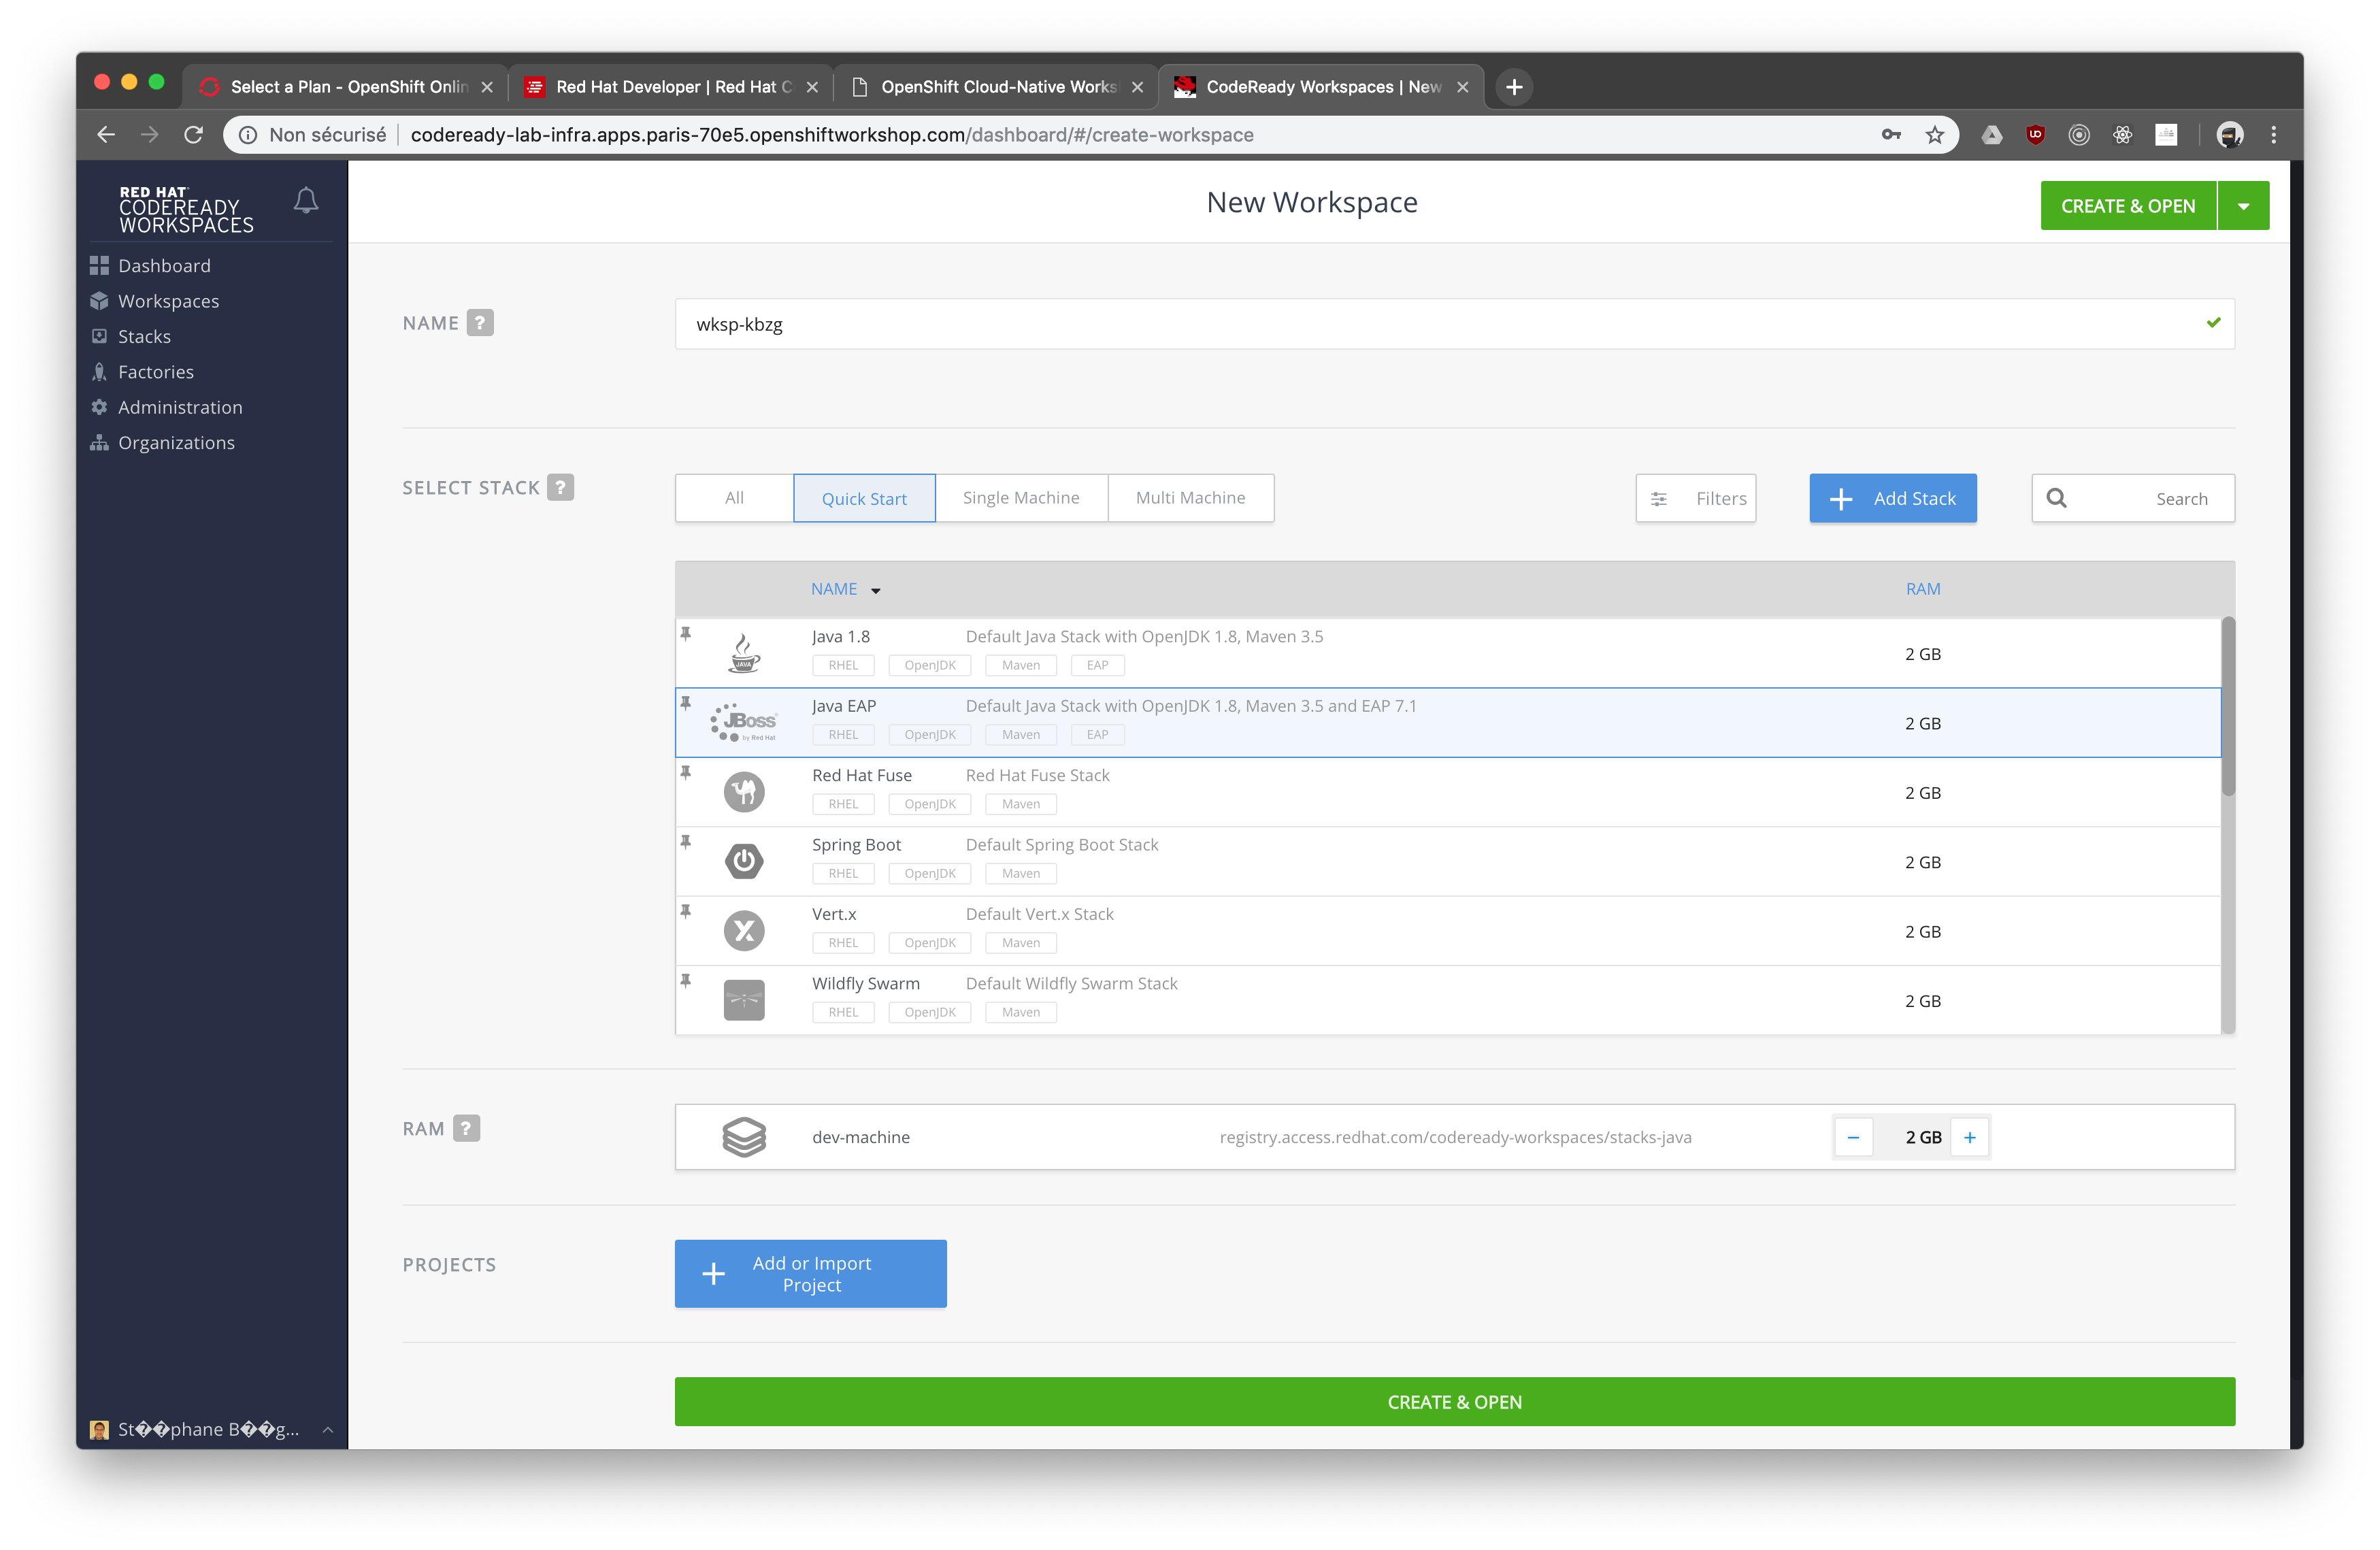 Select a Plan - OpenShift Onlin
Red Hat Developer | Red Hat C
OpenShift Cloud-Native Works
CodeReady Workspaces | New
Non sécurisé codeready-lab-infra.apps.paris-70e5.openshiftworkshop.com/dashboard/#/create-workspace
RED HAT
CODEREADY
WORKSPACES
Dashboard
Workspaces
Stacks
Factories
Administration
Organizations
St��phane B��g...
New Workspace
CREATE & OPEN
NAME ?
wksp-kbzg
SELECT STACK ?
All Quick Start Single Machine Multi Machine
Filters
Add Stack
Search
NAME RAM
Java 1.8 Default Java Stack with OpenJDK 1.8, Maven 3.5
RHEL OpenJDK Maven EAP
2 GB
JAVA
Java EAP Default Java Stack with OpenJDK 1.8, Maven 3.5 and EAP 7.1
RHEL OpenJDK Maven EAP
2 GB
JBoss
by Red Hat
Red Hat Fuse Red Hat Fuse Stack
RHEL OpenJDK Maven
2 GB
Spring Boot Default Spring Boot Stack
RHEL OpenJDK Maven
2 GB
Vert.x Default Vert.x Stack
RHEL OpenJDK Maven
2 GB
Wildfly Swarm Default Wildfly Swarm Stack
RHEL OpenJDK Maven
2 GB
RAM ?
dev-machine registry.access.redhat.com/codeready-workspaces/stacks-java − 2 GB +
PROJECTS
Add or Import
Project
CREATE & OPEN